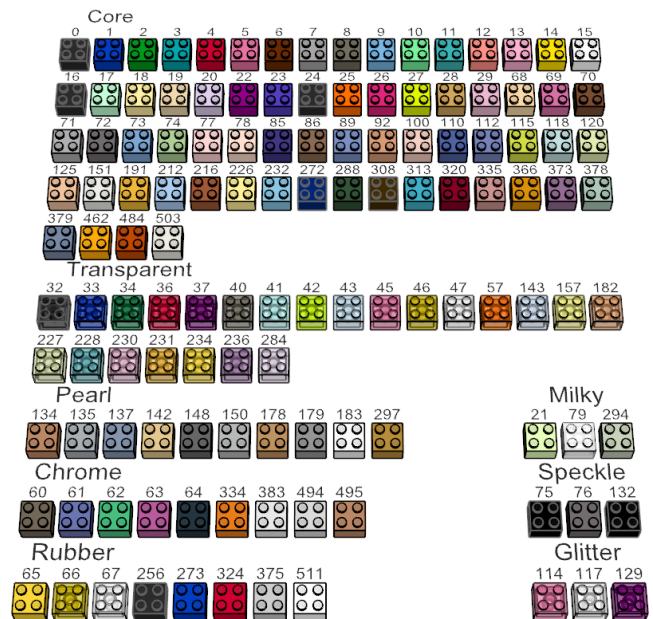 Core
0 1 2 3 4 5 6 7 8 9 10 11 12 13 14 15
16 17 18 19 20 22 23 24 25 26 27 28 29 68 69 70
71 72 73 74 77 78 85 86 89 92 100 110 112 115 118 120
125 151 191 212 216 226 232 272 288 308 313 320 335 366 373 378
379 462 484 503
Transparent
32 33 34 36 37 40 41 42 43 45 46 47 57 143 157 182
227 228 230 231 234 236 284
Pearl Milky
134 135 137 142 148 150 178 179 183 297 21 79 294
Chrome Speckle
60 61 62 63 64 334 383 494 495 75 76 132
Rubber Glitter
65 66 67 256 273 324 375 511 114 117 129